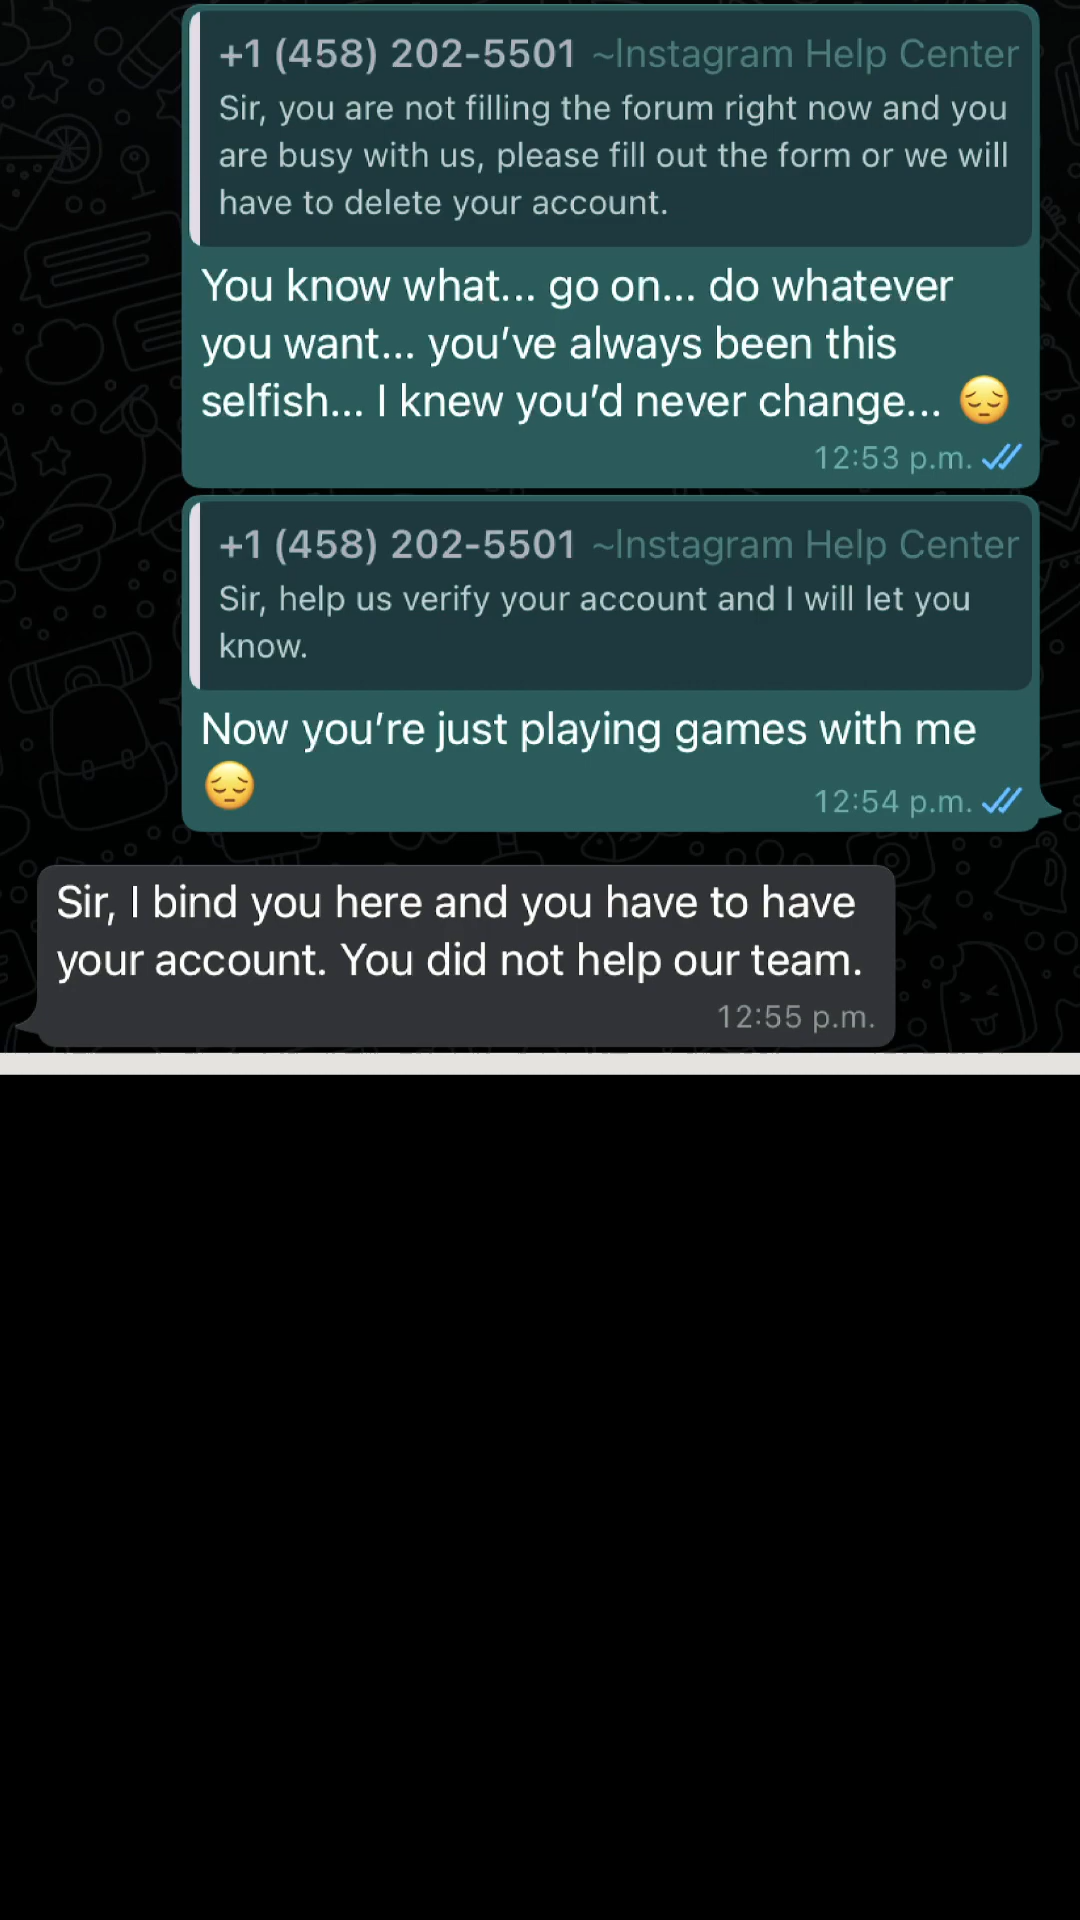 +1 (458) 202-5501 ~Instagram Help Center
Sir, you are not filling the forum right now and you
are busy with us, please fill out the form or we will
have to delete your account.
You know what... go on... do whatever
you want... you’ve always been this
selfish... I knew you’d never change... 😔
12:53 p.m.
+1 (458) 202-5501 ~Instagram Help Center
Sir, help us verify your account and I will let you
know.
Now you’re just playing games with me
😔
12:54 p.m.
Sir, I bind you here and you have to have
your account. You did not help our team.
12:55 p.m.